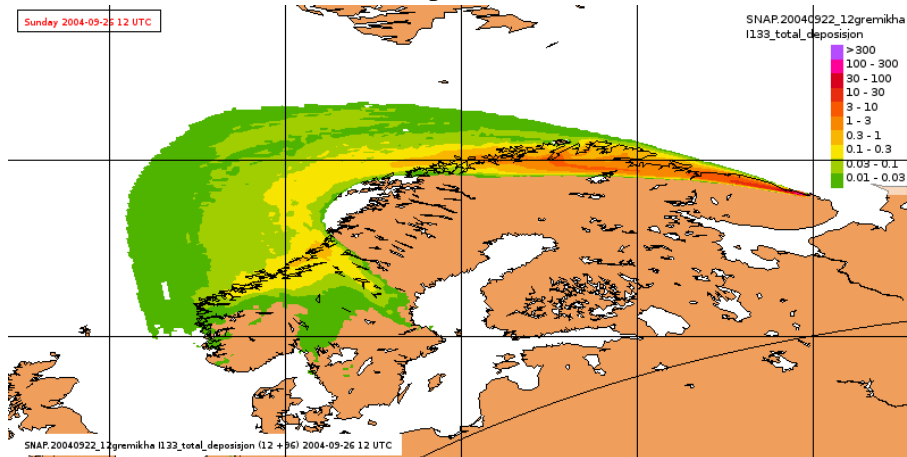 Sunday 2004-09-26 12 UTC
SNAP.20040922_12gremikha
I133_total_deposisjon
>300
100 - 300
30 - 100
10 - 30
3 - 10
1 - 3
0.3 - 1
0.1 - 0.3
0.03 - 0.1
0.01 - 0.03
SNAP.20040922_12gremikha I133_total_deposisjon (12 +96) 2004-09-26 12 UTC